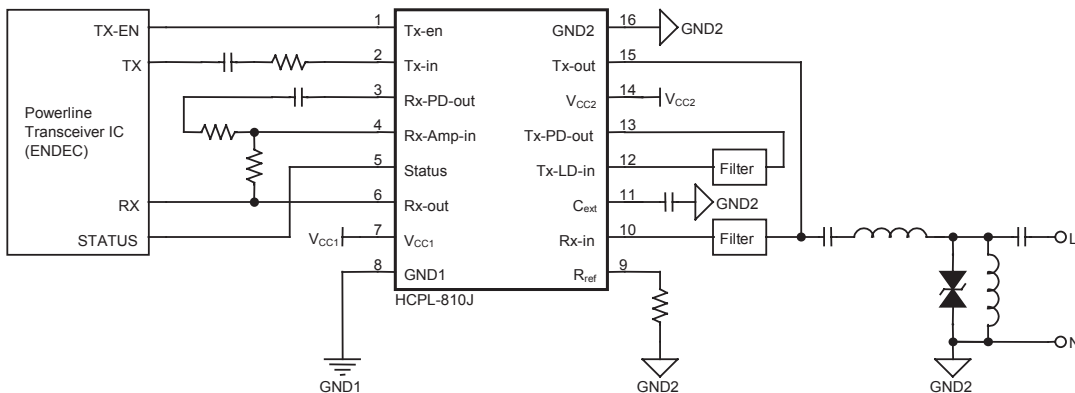 TX-EN
TX
Powerline
Transceiver IC
(ENDEC)
RX
STATUS
1
2
3
4
5
6
7
8
VCC1
GND1
Tx-en
Tx-in
Rx-PD-out
Rx-Amp-in
Status
Rx-out
VCC1
GND1
HCPL-810J
GND2
Tx-out
VCC2
Tx-PD-out
Tx-LD-in
Cext
Rx-in
Rref
16
15
14
13
12
11
10
9
GND2
VCC2
Filter
GND2
Filter
GND2
L
N
GND2